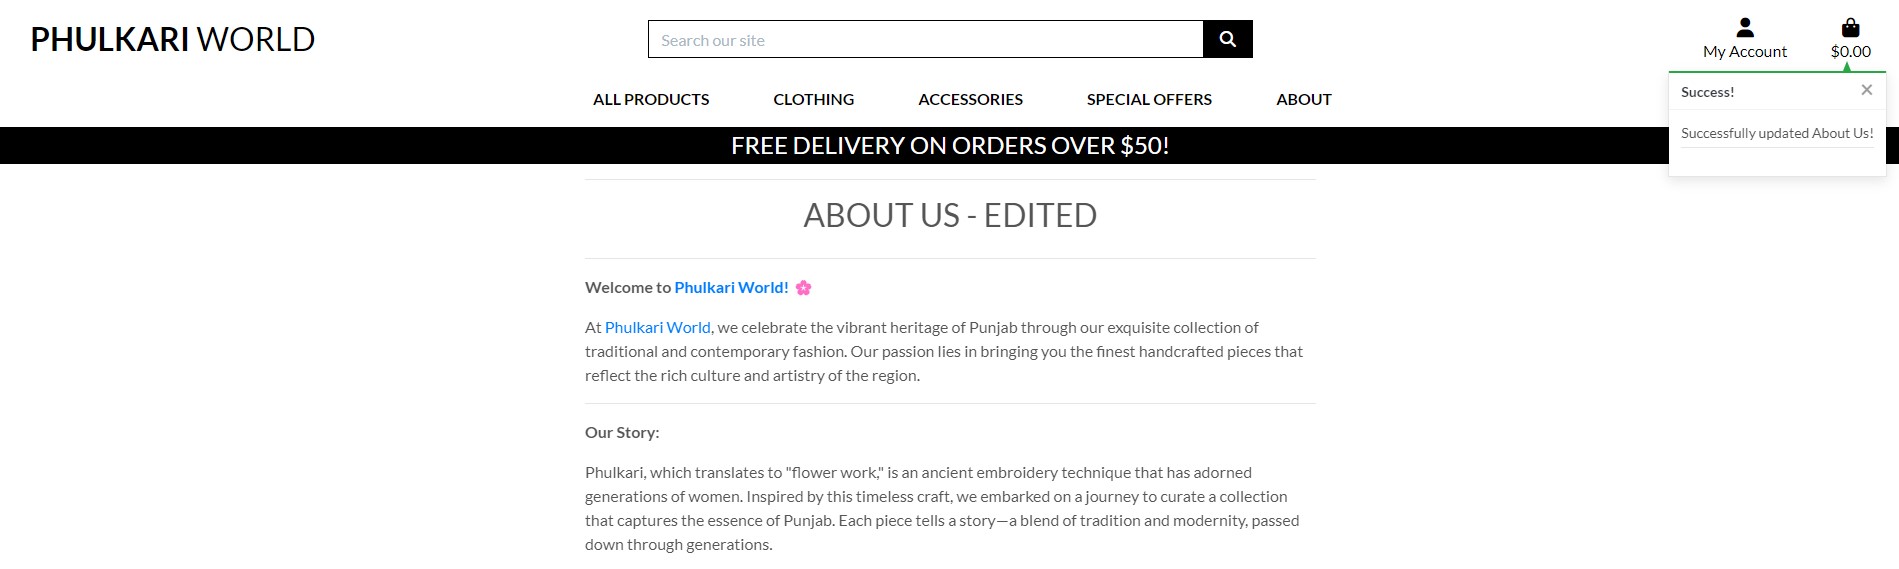 PHULKARI WORLD
Search our site
My Account
$0.00
ALL PRODUCTS CLOTHING ACCESSORIES SPECIAL OFFERS ABOUT
Success!
×
Successfully updated About Us!
FREE DELIVERY ON ORDERS OVER $50!
ABOUT US - EDITED
Welcome to Phulkari World! 🌸
At Phulkari World, we celebrate the vibrant heritage of Punjab through our exquisite collection of
traditional and contemporary fashion. Our passion lies in bringing you the finest handcrafted pieces that
reflect the rich culture and artistry of the region.
Our Story:
Phulkari, which translates to "flower work," is an ancient embroidery technique that has adorned
generations of women. Inspired by this timeless craft, we embarked on a journey to curate a collection
that captures the essence of Punjab. Each piece tells a story—a blend of tradition and modernity, passed
down through generations.